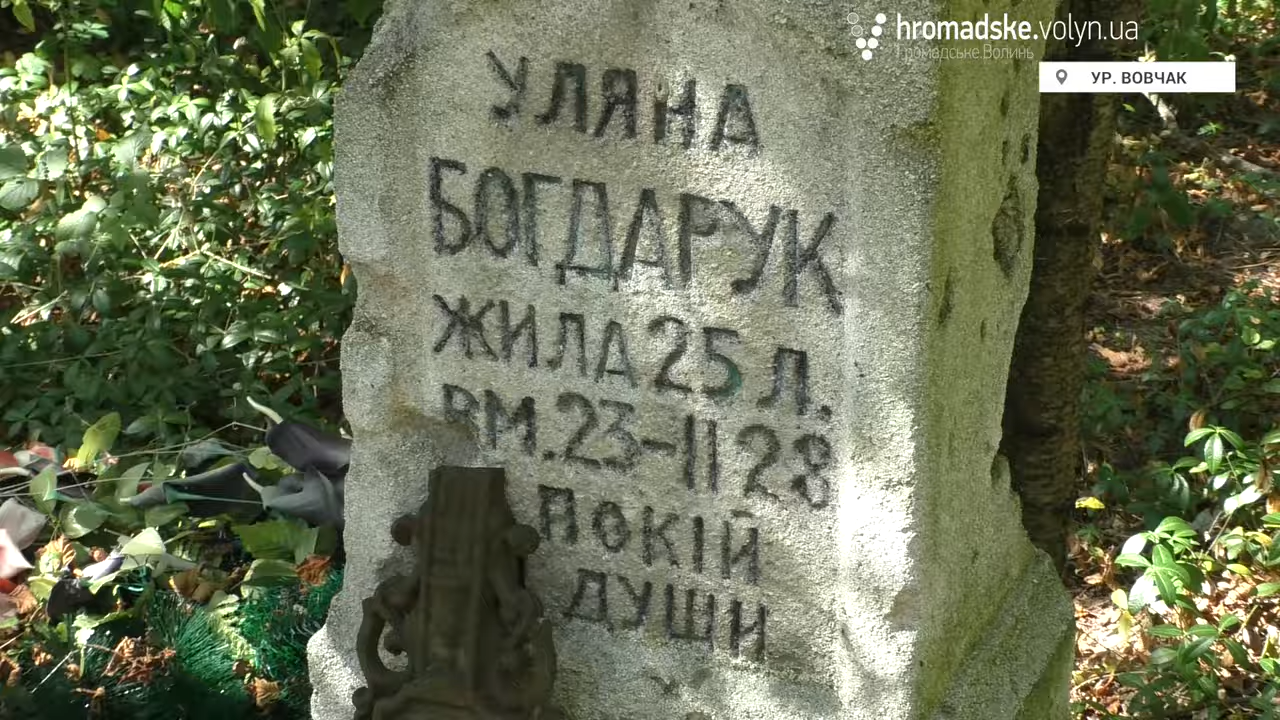 hromadske.volyn.ua
Громадське.Волинь
УР. ВОВЧАК
УЛЯНА
БОГДАРУК
ЖИЛА 25 Л.
ВМ. 23-II 28
ПОКІЙ
ДУШИ